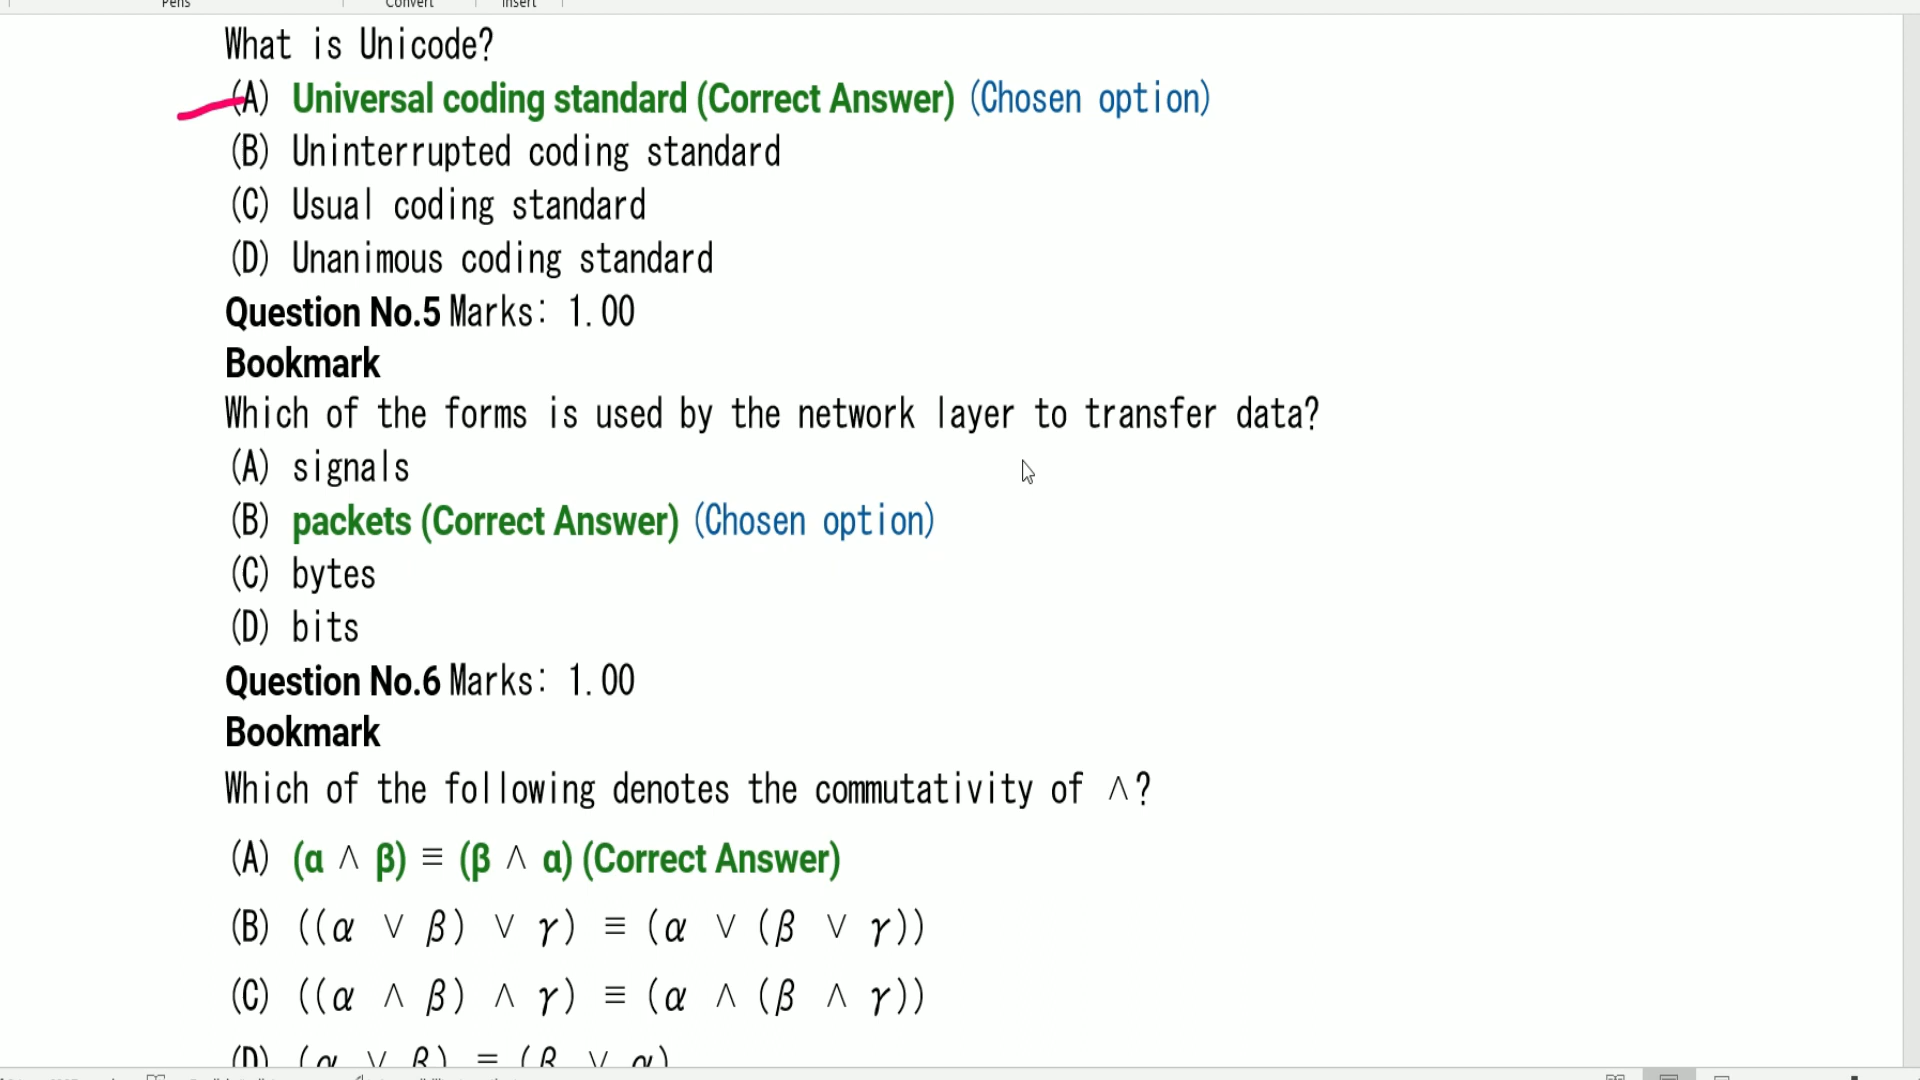 Pens Convert Insert
What is Unicode?
(A) Universal coding standard (Correct Answer) (Chosen option)
(B) Uninterrupted coding standard
(C) Usual coding standard
(D) Unanimous coding standard
Question No.5 Marks: 1.00
Bookmark
Which of the forms is used by the network layer to transfer data?
(A) signals
(B) packets (Correct Answer) (Chosen option)
(C) bytes
(D) bits
Question No.6 Marks: 1.00
Bookmark
Which of the following denotes the commutativity of ∧?
(A) (α ∧ β) ≡ (β ∧ α) (Correct Answer)
(B) ((α ∨ β) ∨ γ) ≡ (α ∨ (β ∨ γ))
(C) ((α ∧ β) ∧ γ) ≡ (α ∧ (β ∧ γ))
(D) (α ∨ β) ≡ (β ∨ α)